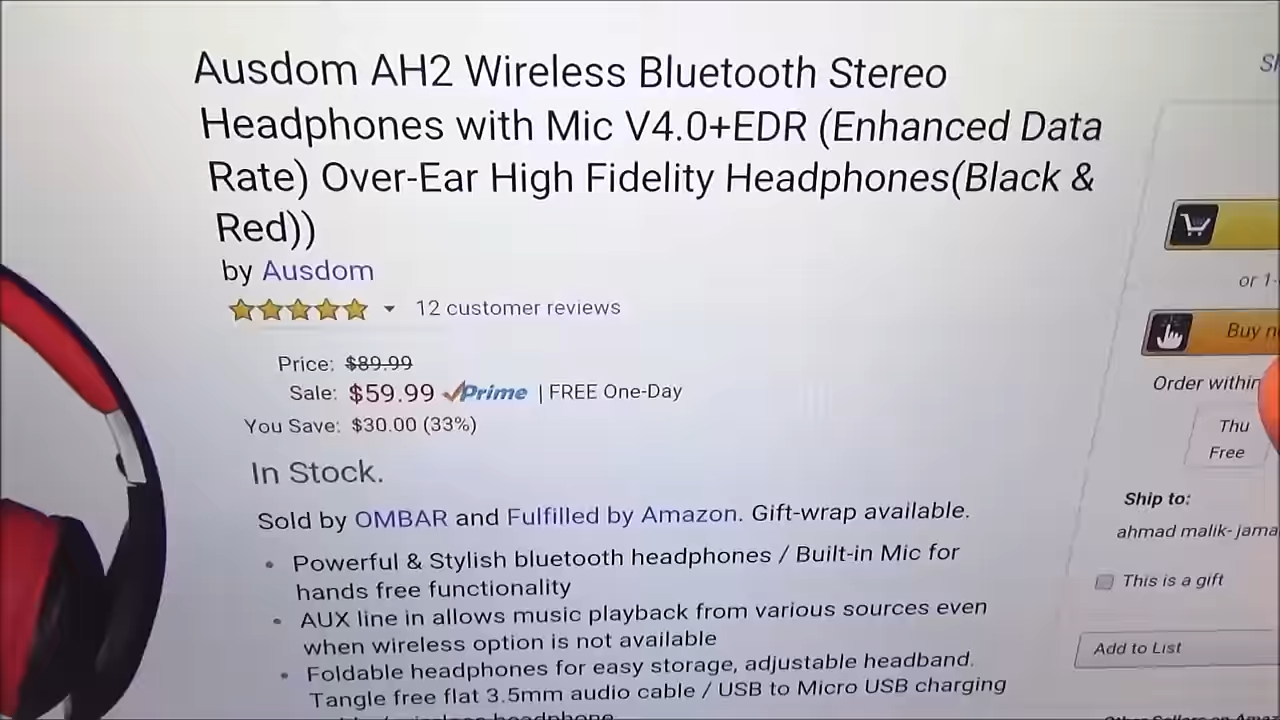 Ausdom AH2 Wireless Bluetooth Stereo
Headphones with Mic V4.0+EDR (Enhanced Data
Rate) Over-Ear High Fidelity Headphones(Black &
Red))
by Ausdom
12 customer reviews
Price: $89.99
Sale: $59.99 Prime | FREE One-Day
You Save: $30.00 (33%)
In Stock.
Sold by OMBAR and Fulfilled by Amazon. Gift-wrap available.
• Powerful & Stylish bluetooth headphones / Built-in Mic for
hands free functionality
• AUX line in allows music playback from various sources even
when wireless option is not available
• Foldable headphones for easy storage, adjustable headband.
Tangle free flat 3.5mm audio cable / USB to Micro USB charging
or 1-
Buy n
Order within
Thu
Free
Ship to:
ahmad malik- jama
This is a gift
Add to List